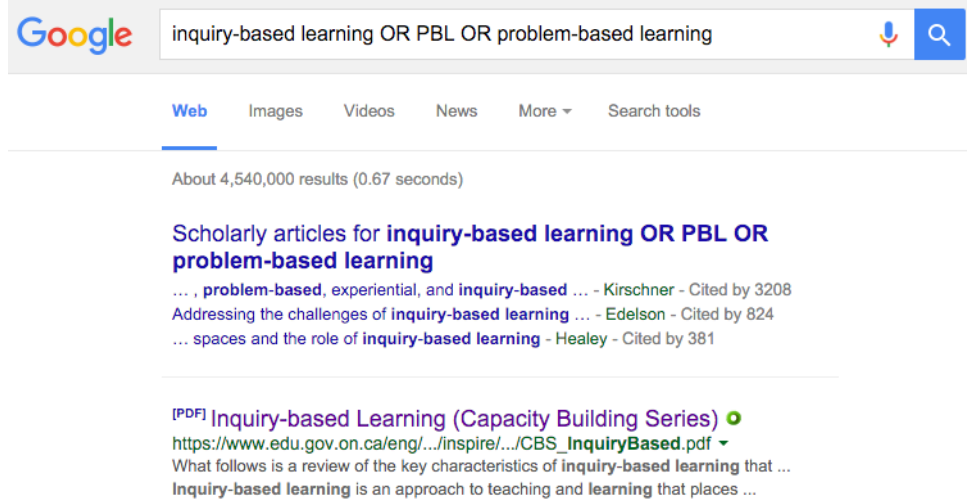 Google
inquiry-based learning OR PBL OR problem-based learning
Web Images Videos News More Search tools
About 4,540,000 results (0.67 seconds)
Scholarly articles for inquiry-based learning OR PBL OR
problem-based learning
... , problem-based, experiential, and inquiry-based ... - Kirschner - Cited by 3208
Addressing the challenges of inquiry-based learning ... - Edelson - Cited by 824
... spaces and the role of inquiry-based learning - Healey - Cited by 381
[PDF] Inquiry-based Learning (Capacity Building Series)
https://www.edu.gov.on.ca/eng/.../inspire/.../CBS_InquiryBased.pdf
What follows is a review of the key characteristics of inquiry-based learning that ...
Inquiry-based learning is an approach to teaching and learning that places ...